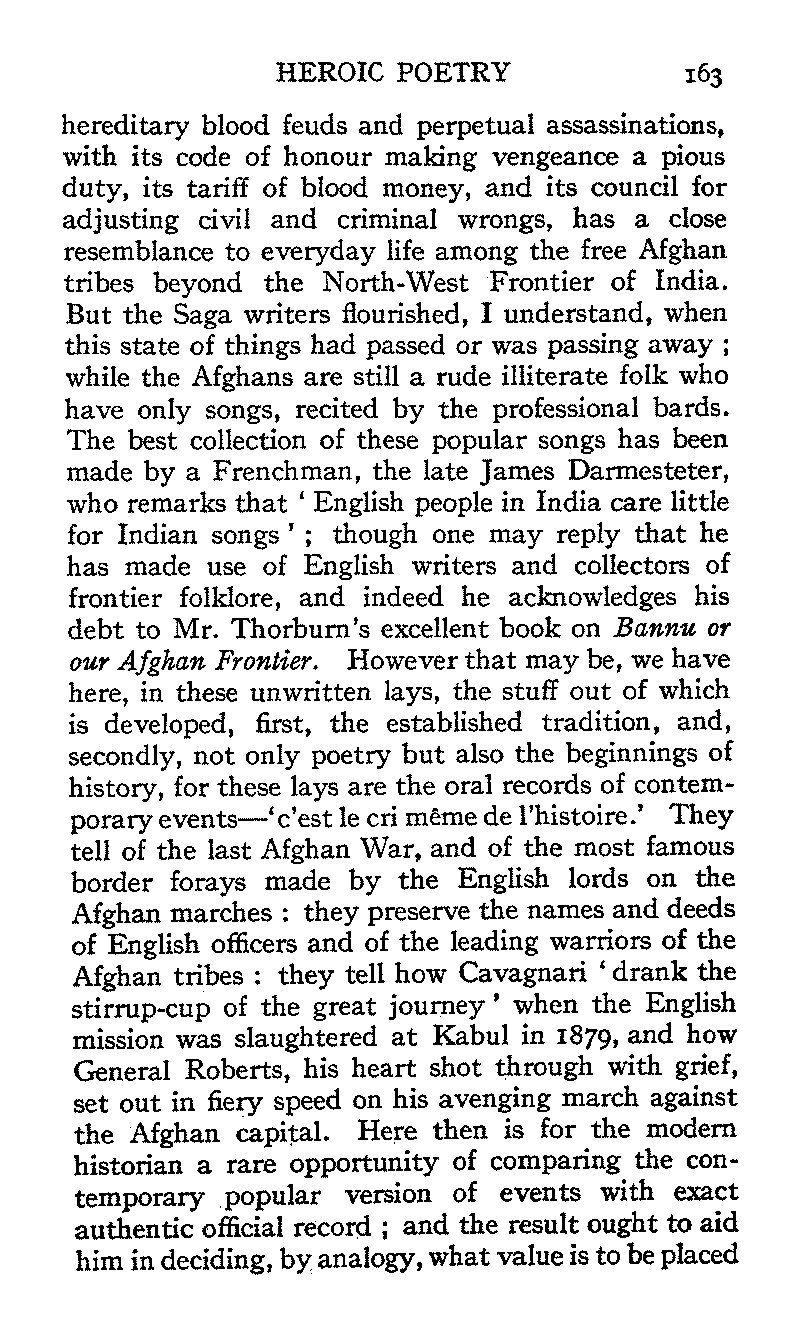 HEROIC POETRY 163
hereditary blood feuds and perpetual assassinations,
with its code of honour making vengeance a pious
duty, its tariff of blood money, and its council for
adjusting civil and criminal wrongs, has a close
resemblance to everyday life among the free Afghan
tribes beyond the North-West Frontier of India.
But the Saga writers flourished, I understand, when
this state of things had passed or was passing away ;
while the Afghans are still a rude illiterate folk who
have only songs, recited by the professional bards.
The best collection of these popular songs has been
made by a Frenchman, the late James Darmesteter,
who remarks that ‘ English people in India care little
for Indian songs ’ ; though one may reply that he
has made use of English writers and collectors of
frontier folklore, and indeed he acknowledges his
debt to Mr. Thorburn’s excellent book on Bannu or
our Afghan Frontier. However that may be, we have
here, in these unwritten lays, the stuff out of which
is developed, first, the established tradition, and,
secondly, not only poetry but also the beginnings of
history, for these lays are the oral records of contem-
porary events—‘c’est le cri même de l’histoire.’ They
tell of the last Afghan War, and of the most famous
border forays made by the English lords on the
Afghan marches : they preserve the names and deeds
of English officers and of the leading warriors of the
Afghan tribes : they tell how Cavagnari ‘ drank the
stirrup-cup of the great journey ’ when the English
mission was slaughtered at Kabul in 1879, and how
General Roberts, his heart shot through with grief,
set out in fiery speed on his avenging march against
the Afghan capital. Here then is for the modern
historian a rare opportunity of comparing the con-
temporary popular version of events with exact
authentic official record ; and the result ought to aid
him in deciding, by analogy, what value is to be placed